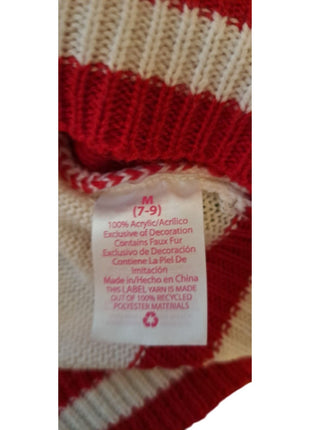 M
(7-9)
100% Acrylic/Acrílico
Exclusive of Decoration
Contains Faux Fur
Exclusivo de Decoración
Contiene La Piel De
Imitación
Made in/Hecho en China
THIS LABEL YARN IS MADE
OUT OF 100% RECYCLED
POLYESTER MATERIALS